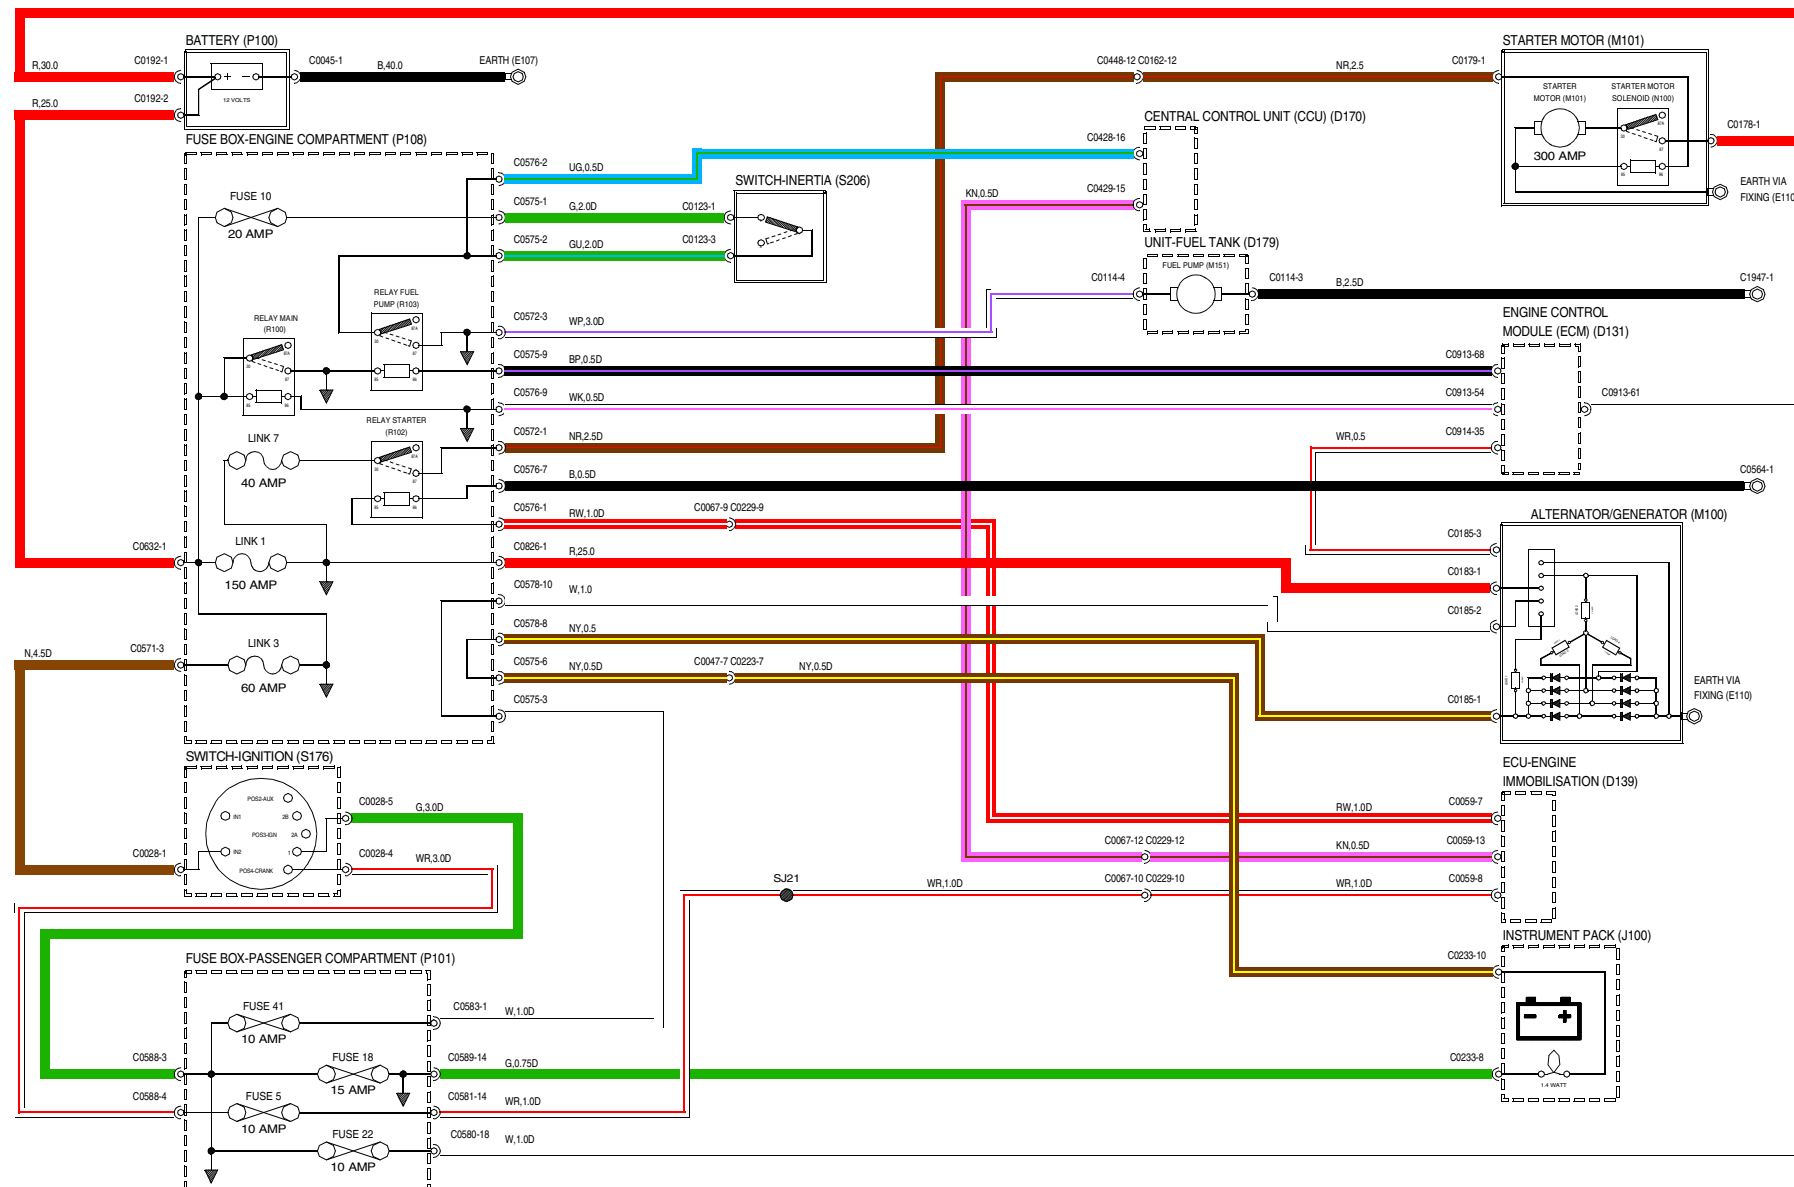 BATTERY (P100)
R,30.0
C0192-1
C0045-1
B,40.0
EARTH (E107)
12 VOLTS
R,25.0
C0192-2
STARTER MOTOR (M101)
C0448-12 C0162-12
NR,2.5
C0179-1
STARTER
MOTOR (M101)
STARTER MOTOR
SOLENOID (N100)
300 AMP
C0178-1
EARTH VIA
FIXING (E110
FUSE BOX-ENGINE COMPARTMENT (P108)
CENTRAL CONTROL UNIT (CCU) (D170)
C0428-16
C0429-15
KN,0.5D
C0576-2
UG,0.5D
SWITCH-INERTIA (S206)
FUSE 10
20 AMP
C0575-1
G,2.0D
C0123-1
C0575-2
GU,2.0D
C0123-3
UNIT-FUEL TANK (D179)
FUEL PUMP (M151)
C0114-4
C0114-3
B,2.5D
C1947-1
RELAY FUEL
PUMP (R103)
RELAY MAIN
(R100)
C0572-3
WP,3.0D
ENGINE CONTROL
MODULE (ECM) (D131)
C0575-9
BP,0.5D
C0913-68
C0576-9
WK,0.5D
C0913-54
C0913-61
RELAY STARTER
(R102)
C0572-1
NR,2.5D
WR,0.5
C0914-35
LINK 7
40 AMP
C0576-7
B,0.5D
C0564-1
C0576-1
RW,1.0D
C0067-9 C0229-9
ALTERNATOR/GENERATOR (M100)
C0185-3
C0632-1
LINK 1
150 AMP
C0826-1
R,25.0
C0183-1
C0578-10
W,1.0
C0185-2
C0578-8
NY,0.5
N,4.5D
C0571-3
LINK 3
60 AMP
C0575-6
NY,0.5D
C0047-7 C0223-7
NY,0.5D
C0575-3
C0185-1
EARTH VIA
FIXING (E110)
SWITCH-IGNITION (S176)
POS2-AUX
IN1
2B
POS3-IGN
2A
IN2
1
POS4-CRANK
C0028-5
G,3.0D
C0028-1
C0028-4
WR,3.0D
ECU-ENGINE
IMMOBILISATION (D139)
RW,1.0D
C0059-7
C0067-12 C0229-12
KN,0.5D
C0059-13
SJ21
WR,1.0D
C0067-10 C0229-10
WR,1.0D
C0059-8
FUSE BOX-PASSENGER COMPARTMENT (P101)
INSTRUMENT PACK (J100)
C0233-10
FUSE 41
10 AMP
C0583-1
W,1.0D
C0588-3
FUSE 18
15 AMP
C0589-14
G,0.75D
C0233-8
1.4 WATT
C0588-4
FUSE 5
10 AMP
C0581-14
WR,1.0D
FUSE 22
10 AMP
C0580-18
W,1.0D